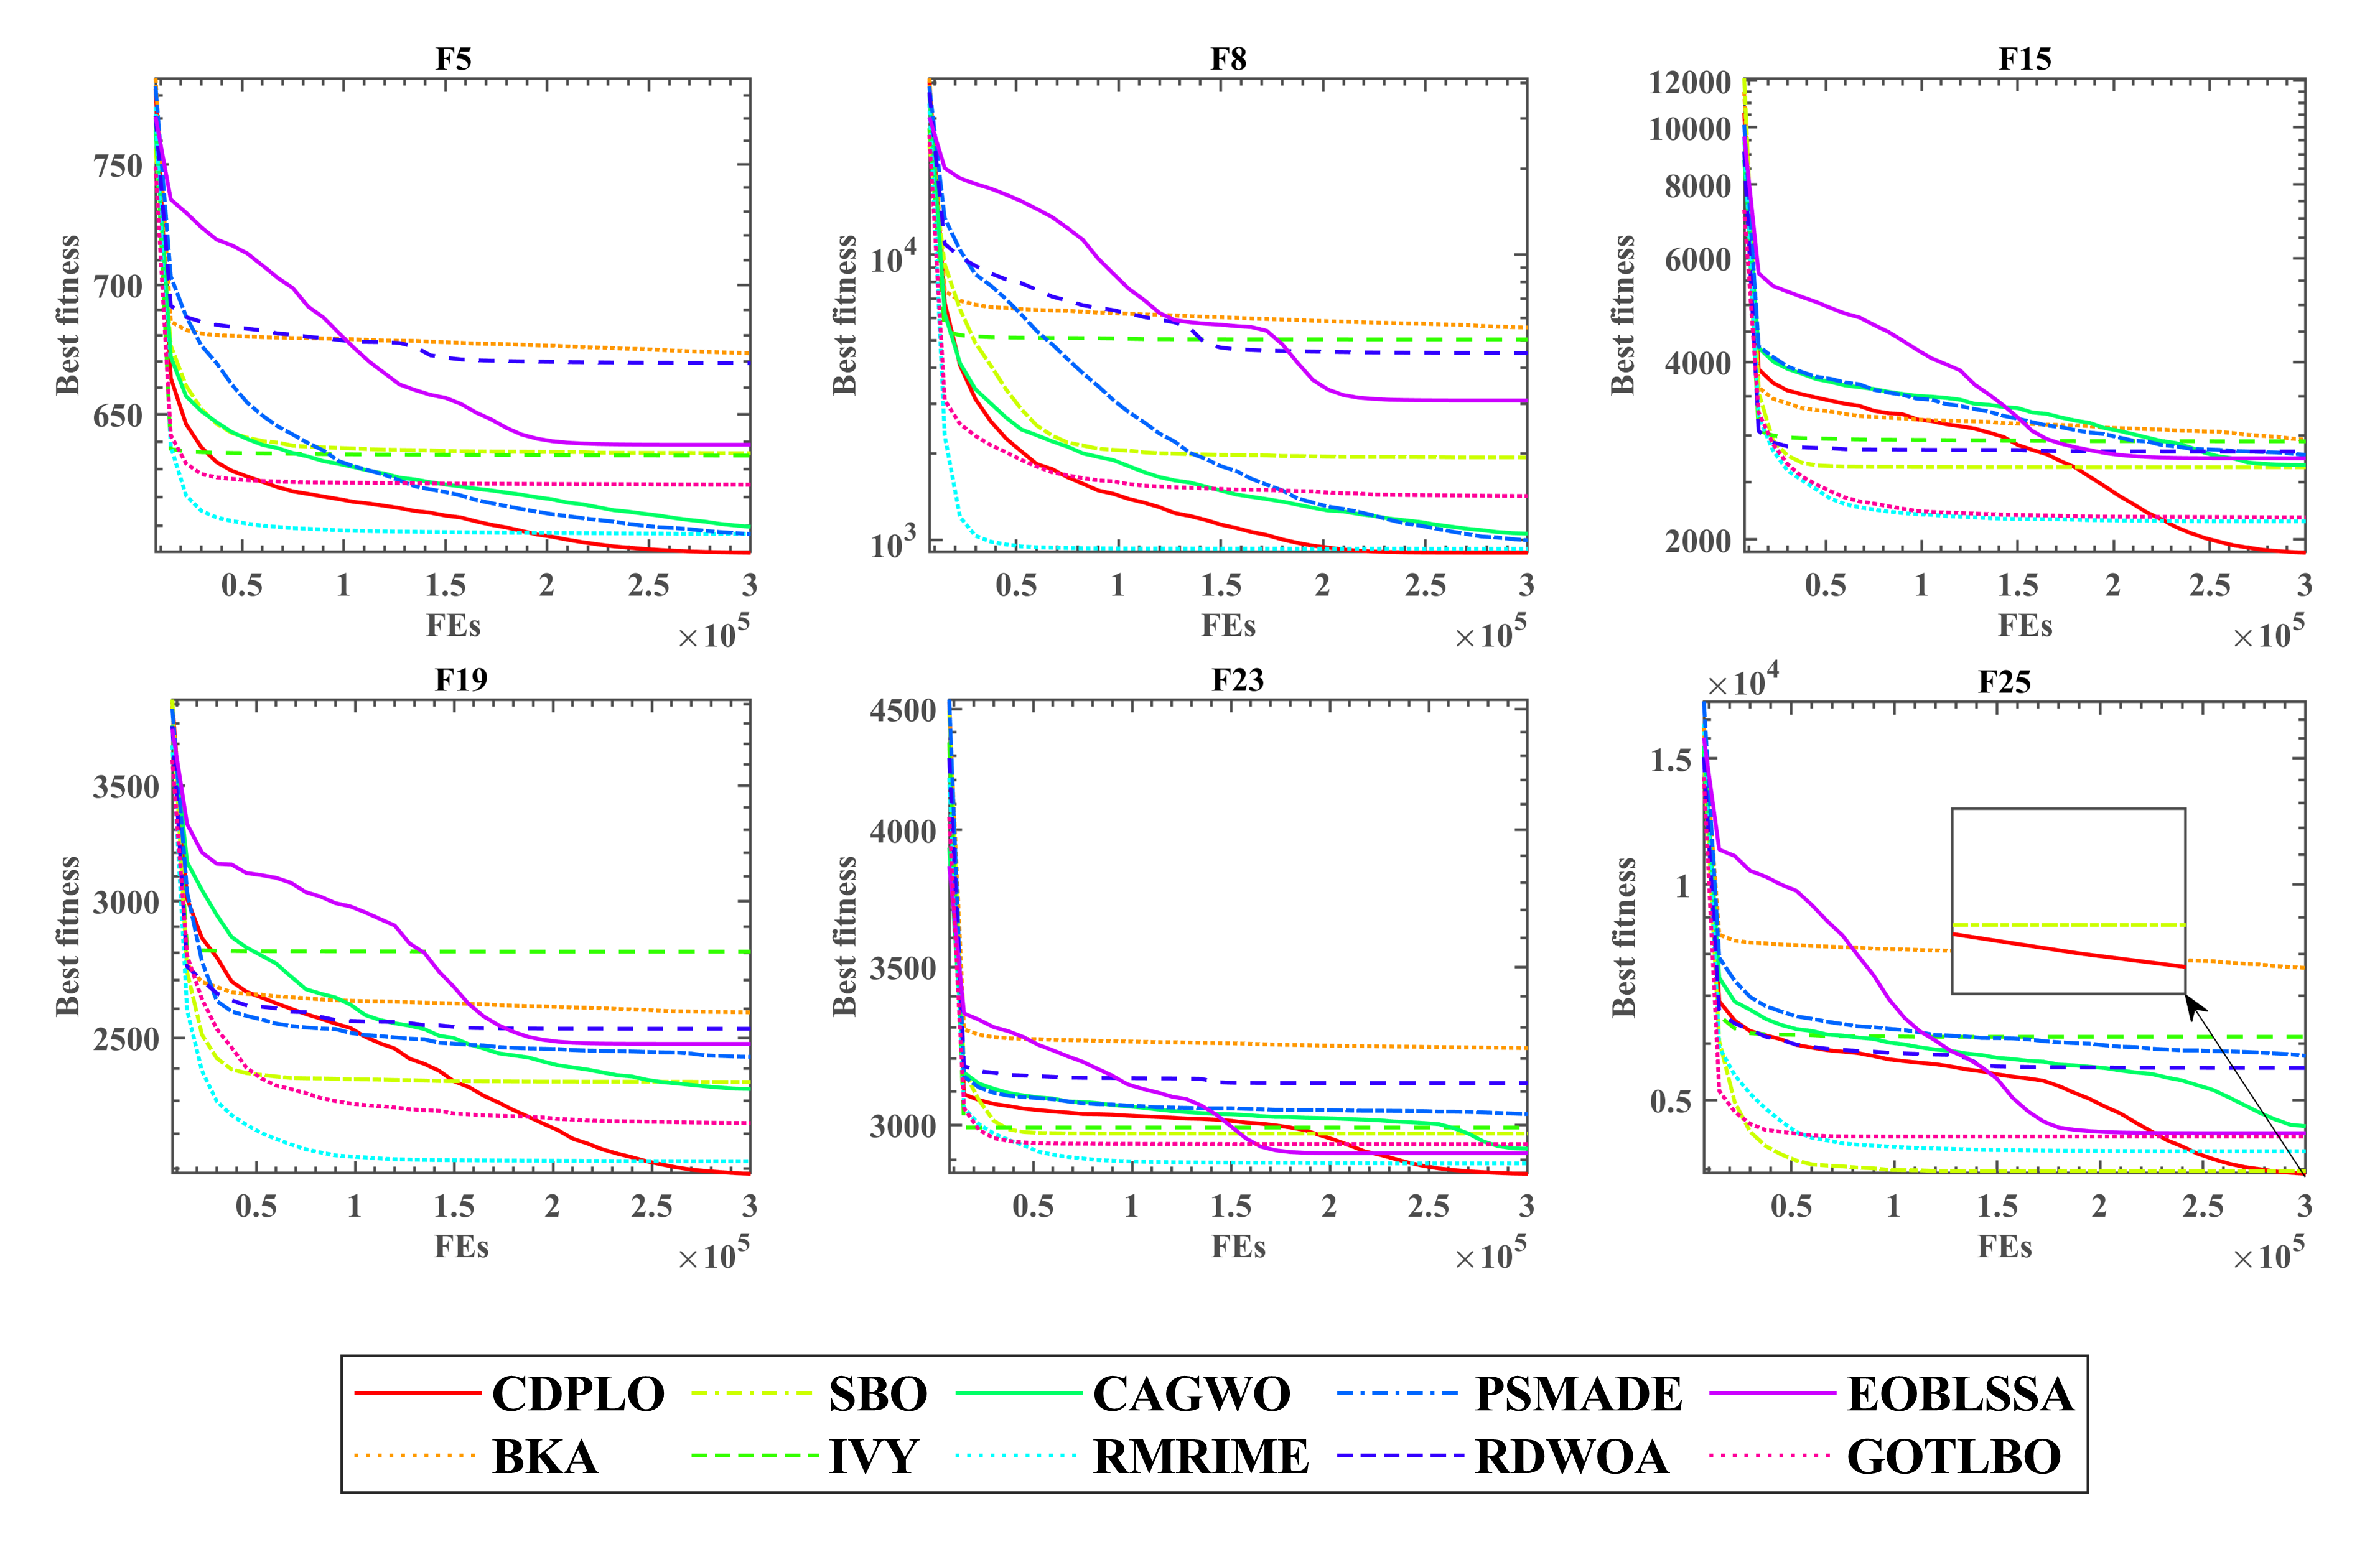 F5
F8
F15
750
700
650
Best fitness
0.5 1 1.5 2 2.5 3
FEs
×10^5
10^4
10^3
Best fitness
0.5 1 1.5 2 2.5 3
FEs
×10^5
12000
10000
8000
6000
4000
2000
Best fitness
0.5 1 1.5 2 2.5 3
FEs
×10^5
F19
F23
F25
3500
3000
2500
Best fitness
0.5 1 1.5 2 2.5 3
FEs
×10^5
4500
4000
3500
3000
Best fitness
0.5 1 1.5 2 2.5 3
FEs
×10^5
×10^4
1.5
1
0.5
Best fitness
0.5 1 1.5 2 2.5 3
FEs
×10^5
CDPLO SBO CAGWO PSMADE EOBLSSA
BKA IVY RMRIME RDWOA GOTLBO